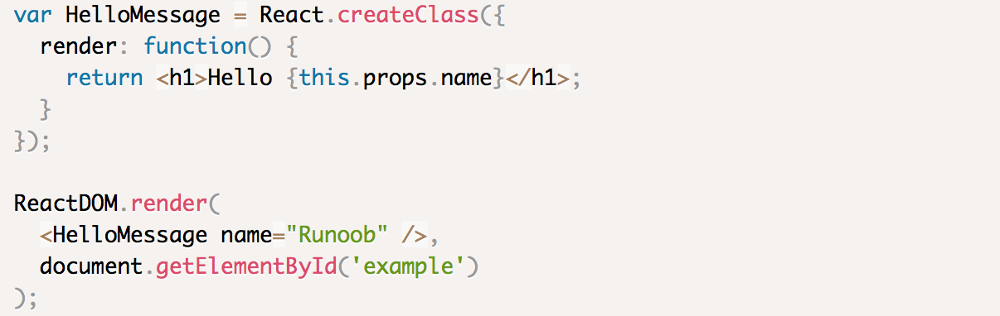 var HelloMessage = React.createClass({
  render: function() {
    return <h1>Hello {this.props.name}</h1>;
  }
});

ReactDOM.render(
  <HelloMessage name="Runoob" />,
  document.getElementById('example')
);